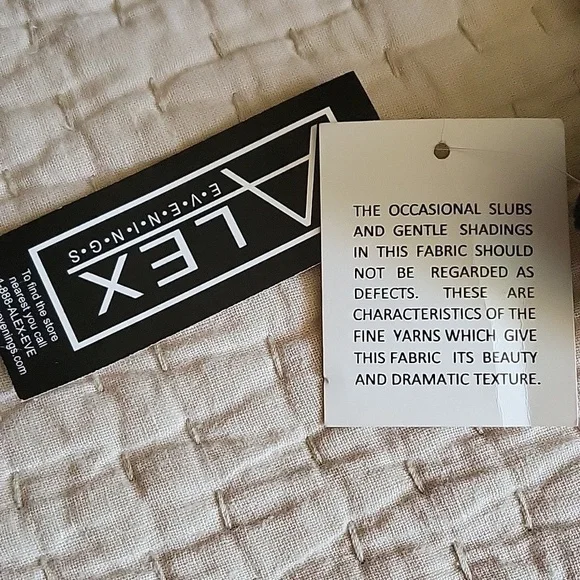 ALEX
E•V•E•N•I•N•G•S
To find the store
nearest you call
-888-ALEX-EVE
evenings.com
THE OCCASIONAL SLUBS
AND GENTLE SHADINGS
IN THIS FABRIC SHOULD
NOT BE REGARDED AS
DEFECTS. THESE ARE
CHARACTERISTICS OF THE
FINE YARNS WHICH GIVE
THIS FABRIC ITS BEAUTY
AND DRAMATIC TEXTURE.